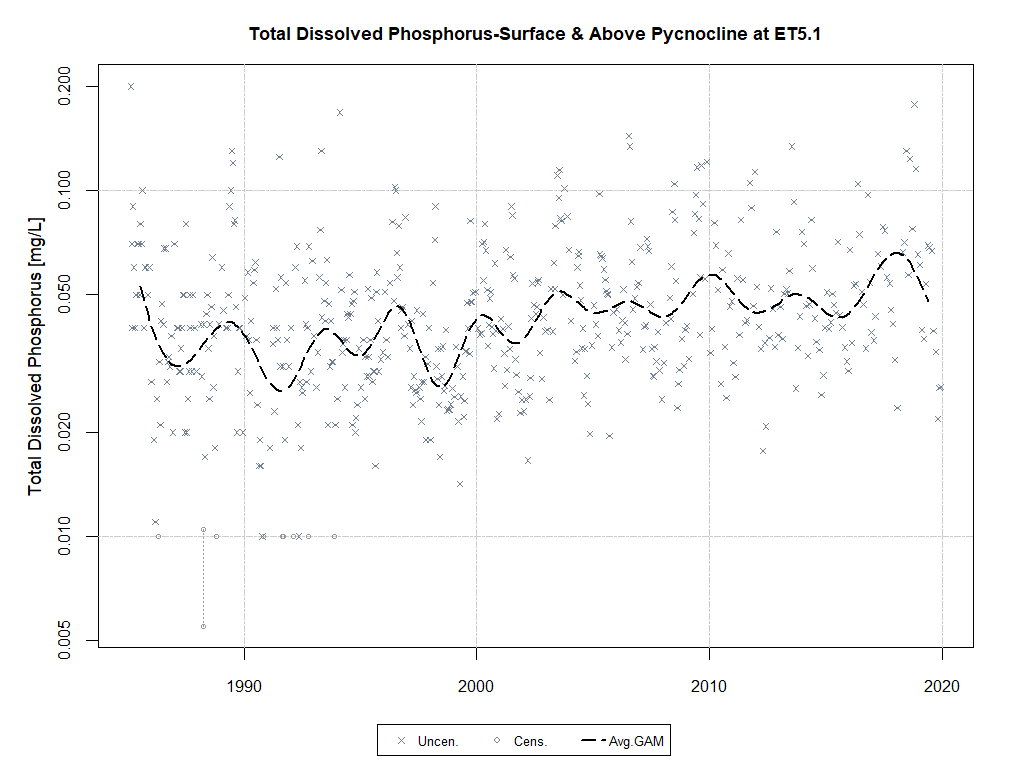 Total Dissolved Phosphorus-Surface & Above Pycnocline at ET5.1
Total Dissolved Phosphorus [mg/L]
0.200
0.100
0.050
0.020
0.010
0.005
1990 2000 2010 2020
Uncen. Cens. Avg.GAM